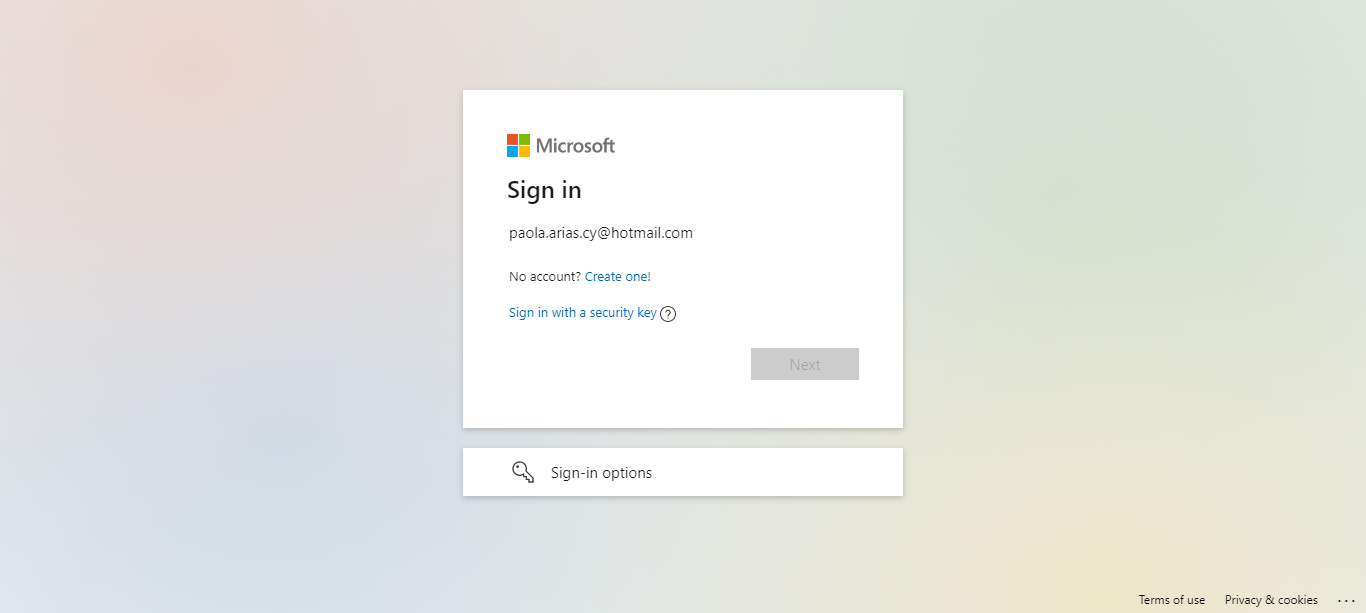 Microsoft
Sign in
paola.arias.cy@hotmail.com
No account? Create one!
Sign in with a security key ?
Next
Sign-in options
Terms of use Privacy & cookies ...